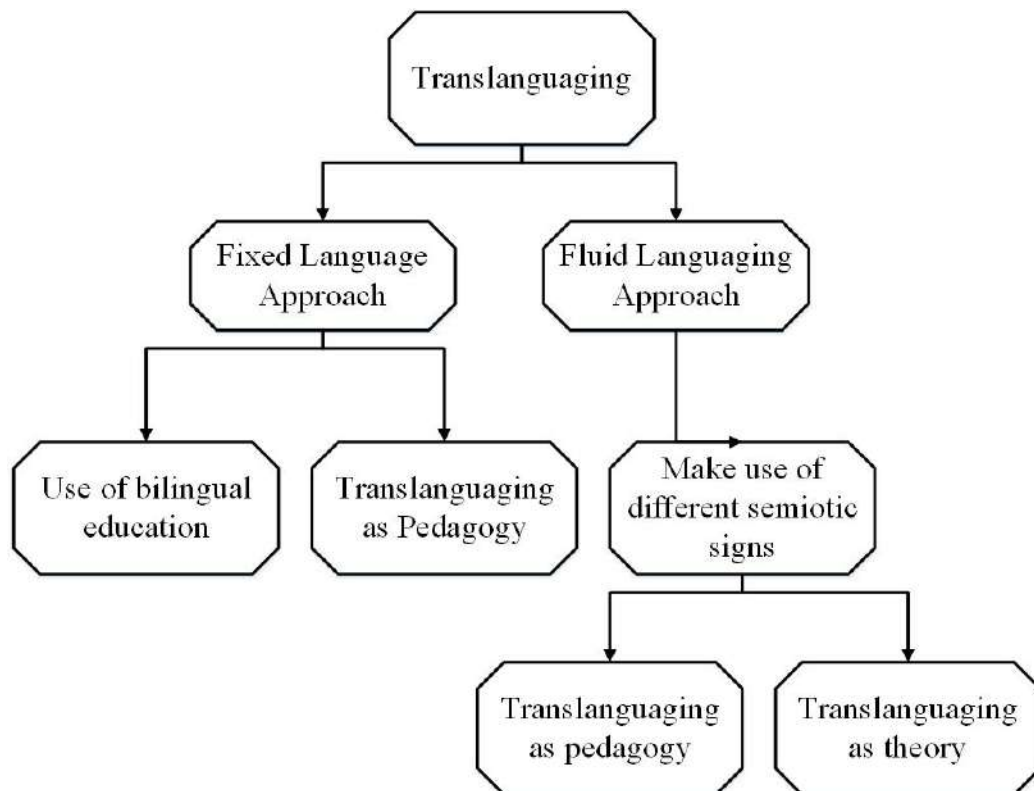 Translanguaging
Fixed Language
Approach
Fluid Languaging
Approach
Use of bilingual
education
Translanguaging
as Pedagogy
Make use of
different semiotic
signs
Translanguaging
as pedagogy
Translanguaging
as theory